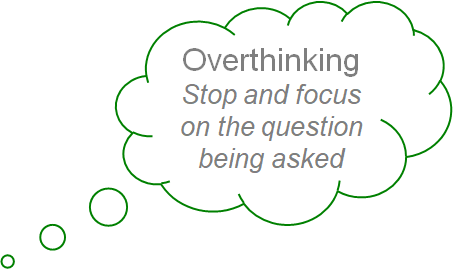 Overthinking
Stop and focus
on the question
being asked